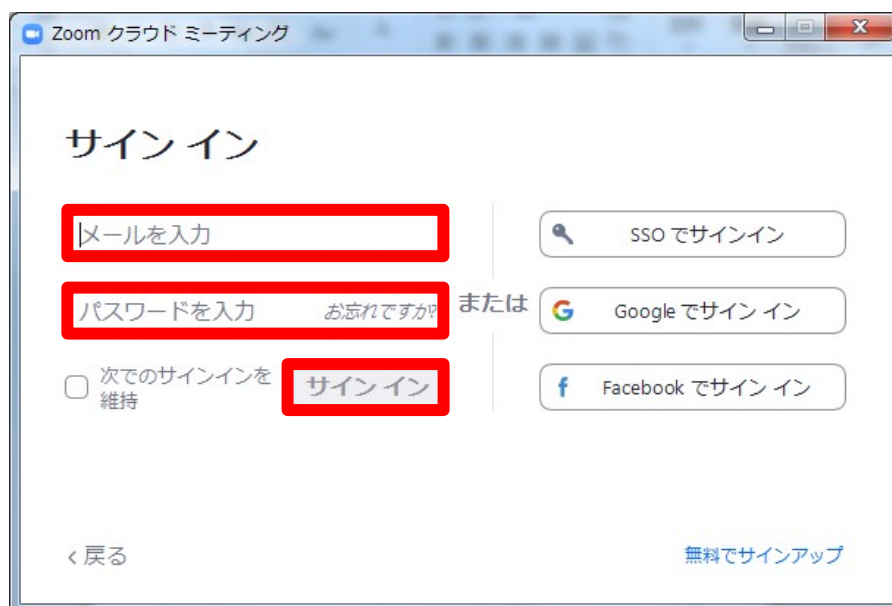 Zoom クラウド ミーティング
サイン イン
メールを入力
パスワードを入力 お忘れですか?
次でのサインインを
維持
サイン イン
または
SSO でサインイン
Google でサイン イン
Facebook でサイン イン
< 戻る
無料でサインアップ